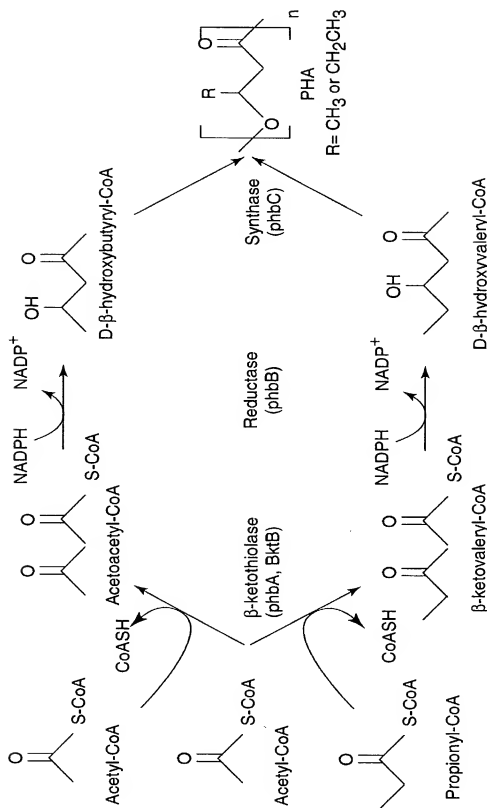 O
S-CoA
Acetyl-CoA
O
S-CoA
Acetyl-CoA
O
S-CoA
Propionyl-CoA
CoASH
β-ketothiolase
(phbA, BktB)
CoASH
O O
S-CoA
Acetoacetyl-CoA
O O
S-CoA
β-ketovaleryl-CoA
NADPH NADP+
Reductase
(phbB)
NADPH NADP+
OH O
D-β-hydroxybutyryl-CoA
OH O
D-β-hydroxyvaleryl-CoA
Synthase
(phbC)
R O
O n
PHA
R= CH3 or CH2CH3